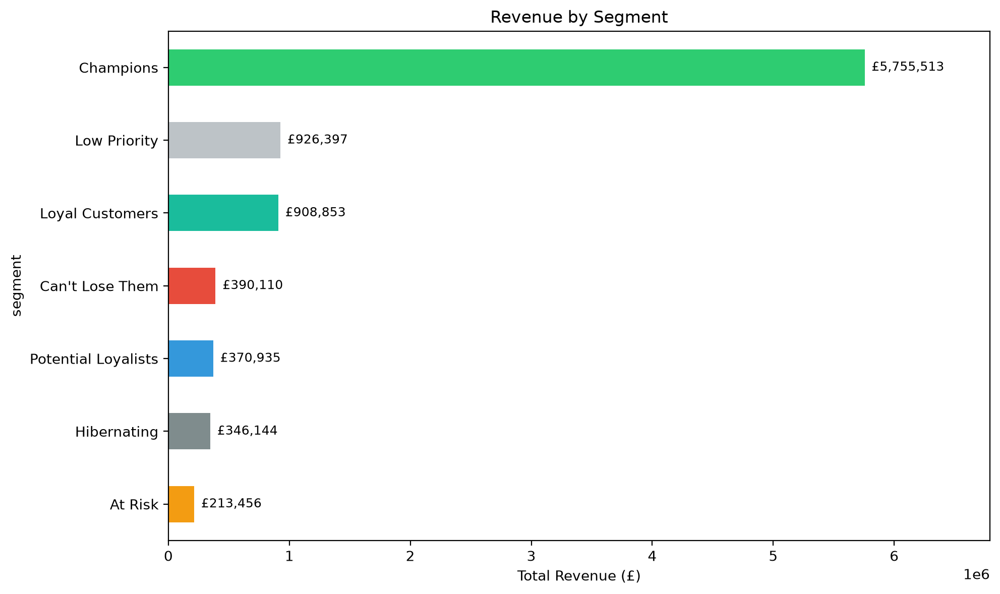 Revenue by Segment
segment
Champions £5,755,513
Low Priority £926,397
Loyal Customers £908,853
Can't Lose Them £390,110
Potential Loyalists £370,935
Hibernating £346,144
At Risk £213,456
0 1 2 3 4 5 6
Total Revenue (£)
1e6